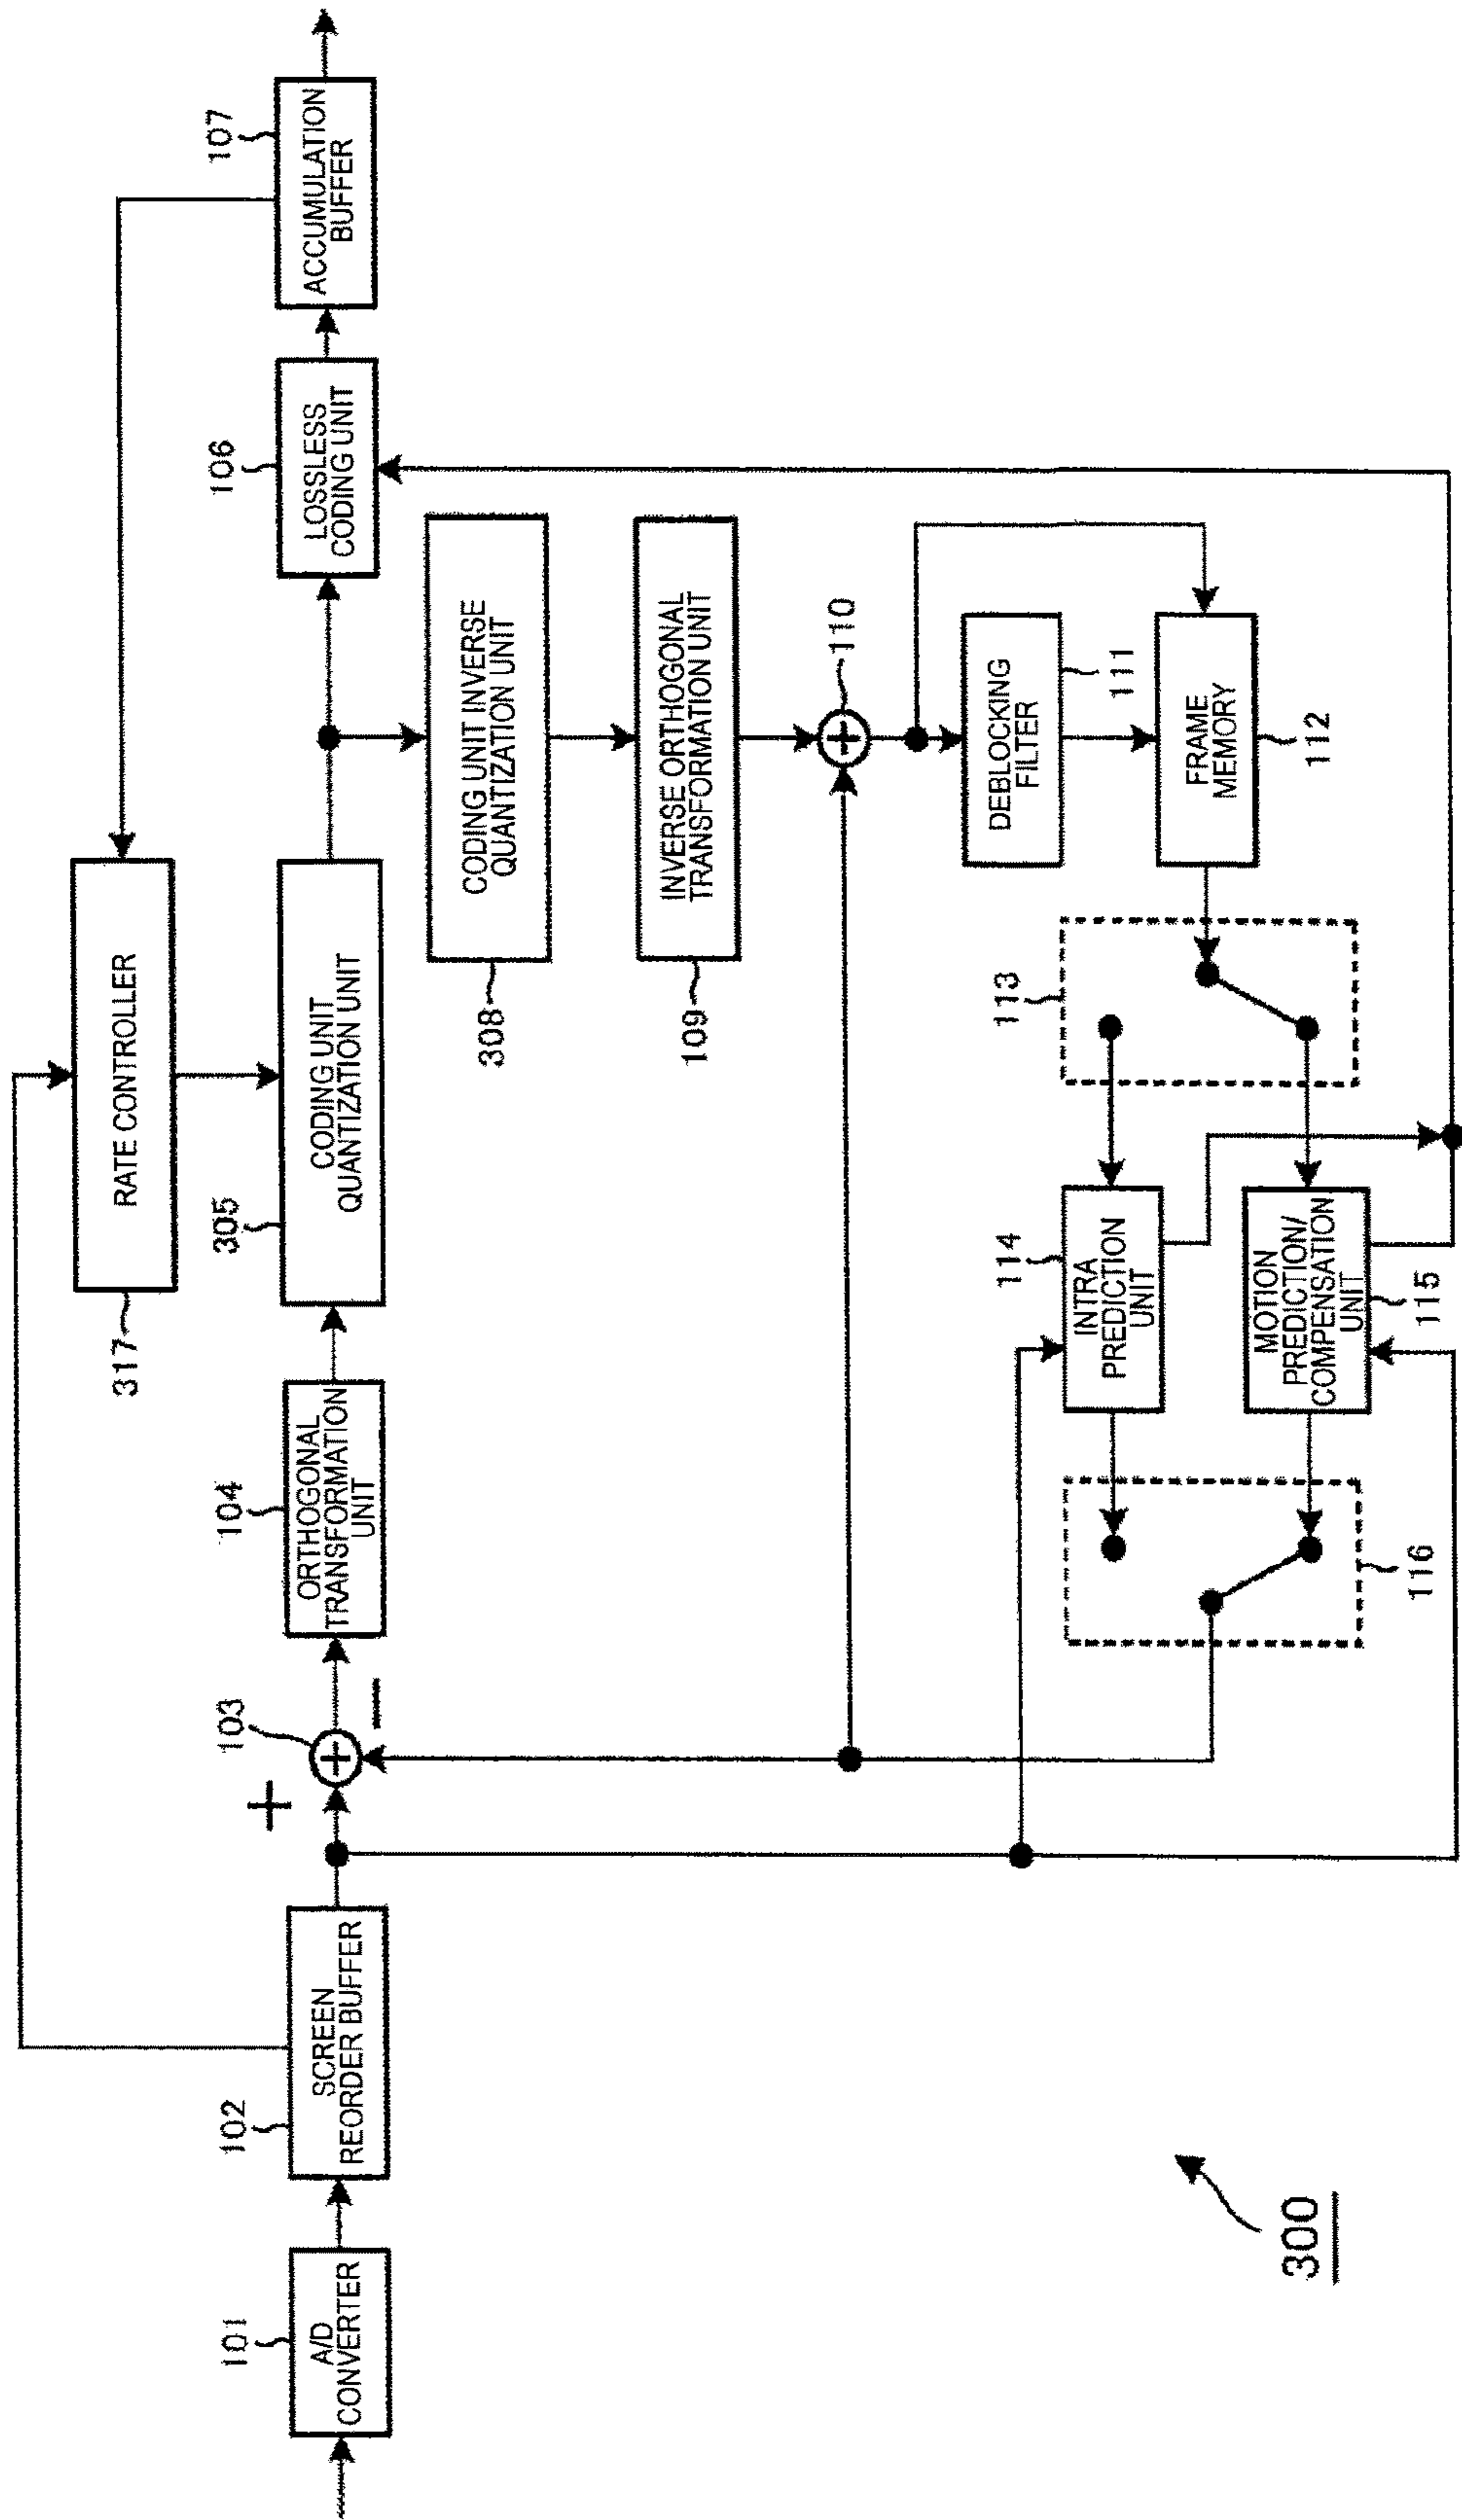 317
RATE CONTROLLER
101
A/D
CONVERTER
102
SCREEN
REORDER BUFFER
+
103
+
−
104
ORTHOGONAL
TRANSFORMATION
UNIT
305
CODING UNIT
QUANTIZATION UNIT
106
LOSSLESS
CODING UNIT
107
ACCUMULATION
BUFFER
308
CODING UNIT INVERSE
QUANTIZATION UNIT
109
INVERSE ORTHOGONAL
TRANSFORMATION UNIT
+
110
DEBLOCKING
FILTER
111
FRAME
MEMORY
112
113
114
INTRA
PREDICTION
UNIT
MOTION
PREDICTION/
COMPENSATION
UNIT
115
116
300